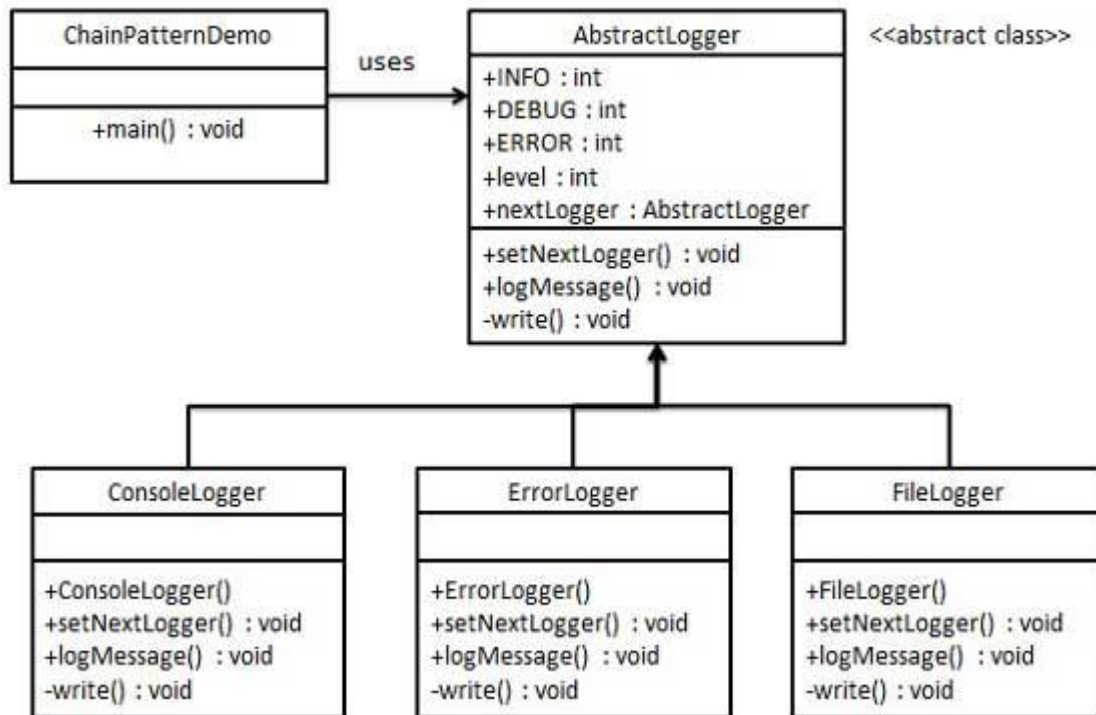 ChainPatternDemo
+main() : void
uses
AbstractLogger
<<abstract class>>
+INFO : int
+DEBUG : int
+ERROR : int
+level : int
+nextLogger : AbstractLogger
+setNextLogger() : void
+logMessage() : void
-write() : void
ConsoleLogger
+ConsoleLogger()
+setNextLogger() : void
+logMessage() : void
-write() : void
ErrorLogger
+ErrorLogger()
+setNextLogger() : void
+logMessage() : void
-write() : void
FileLogger
+FileLogger()
+setNextLogger() : void
+logMessage() : void
-write() : void